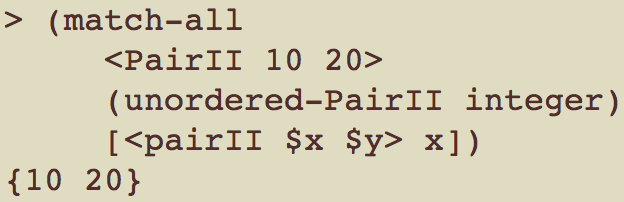 > (match-all
<PairII 10 20>
(unordered-PairII integer)
[<pairII $x $y> x])
{10 20}